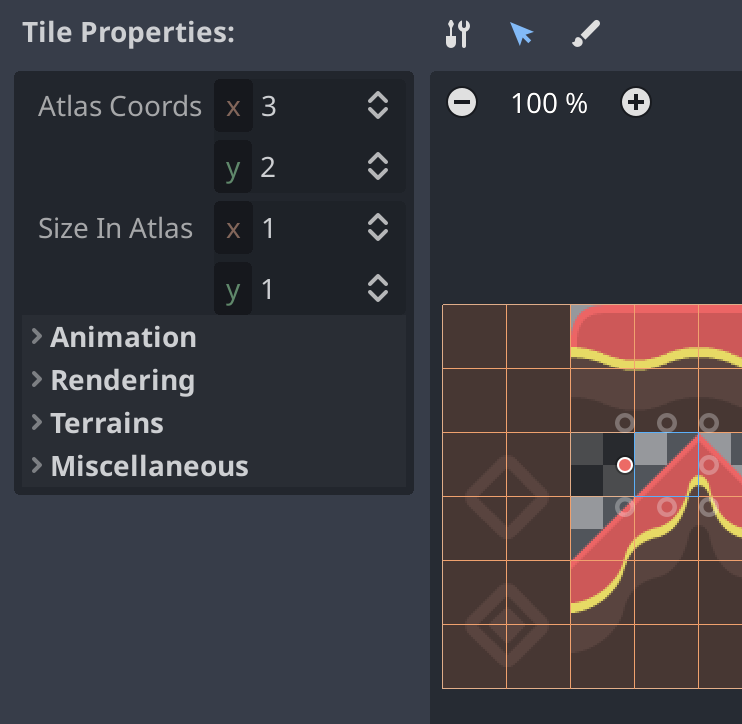 Tile Properties:
100 %
Atlas Coords x 3
y 2
Size In Atlas x 1
y 1
Animation
Rendering
Terrains
Miscellaneous